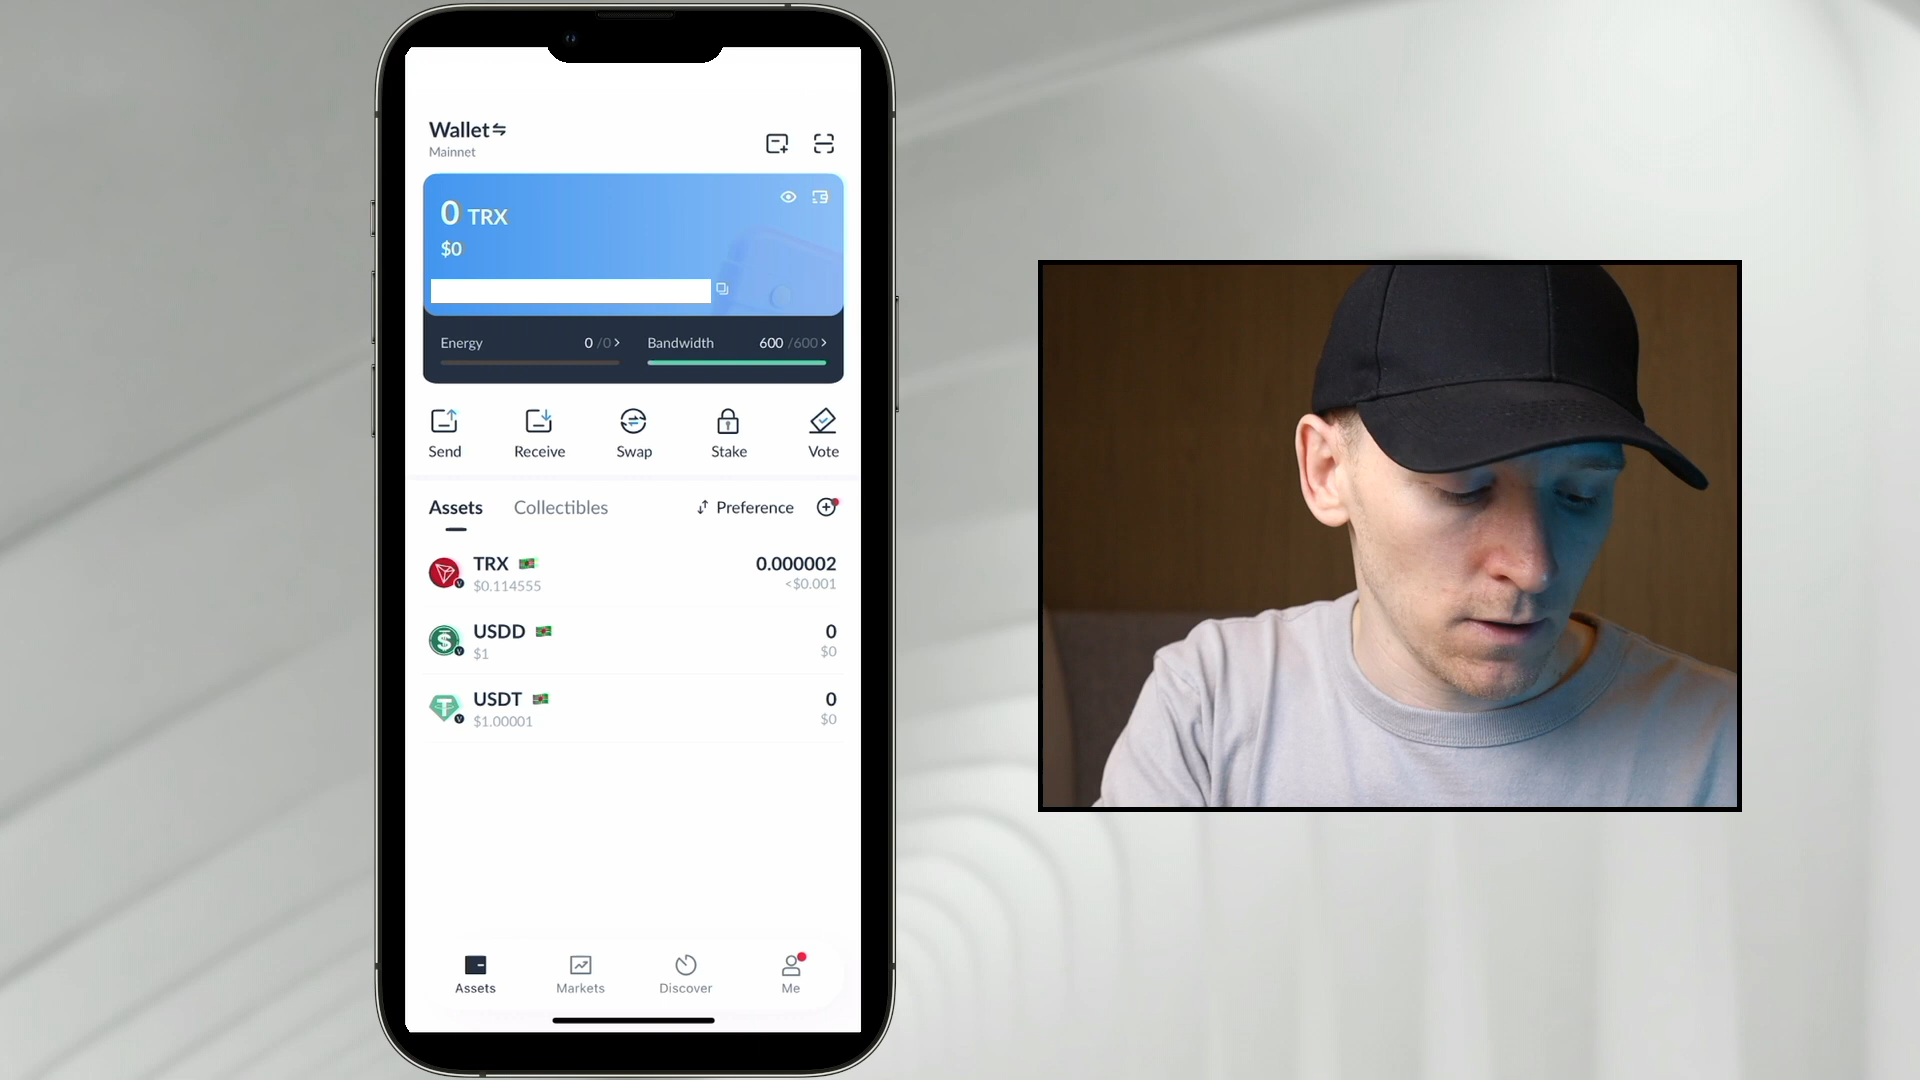 Wallet
Mainnet
0 TRX
$0
Energy 0 /0
Bandwidth 600 /600
Send
Receive
Swap
Stake
Vote
Assets
Collectibles
Preference
TRX
0.000002
$0.114555
<$0.001
USDD
0
$1
$0
USDT
0
$1.00001
$0
Assets
Markets
Discover
Me